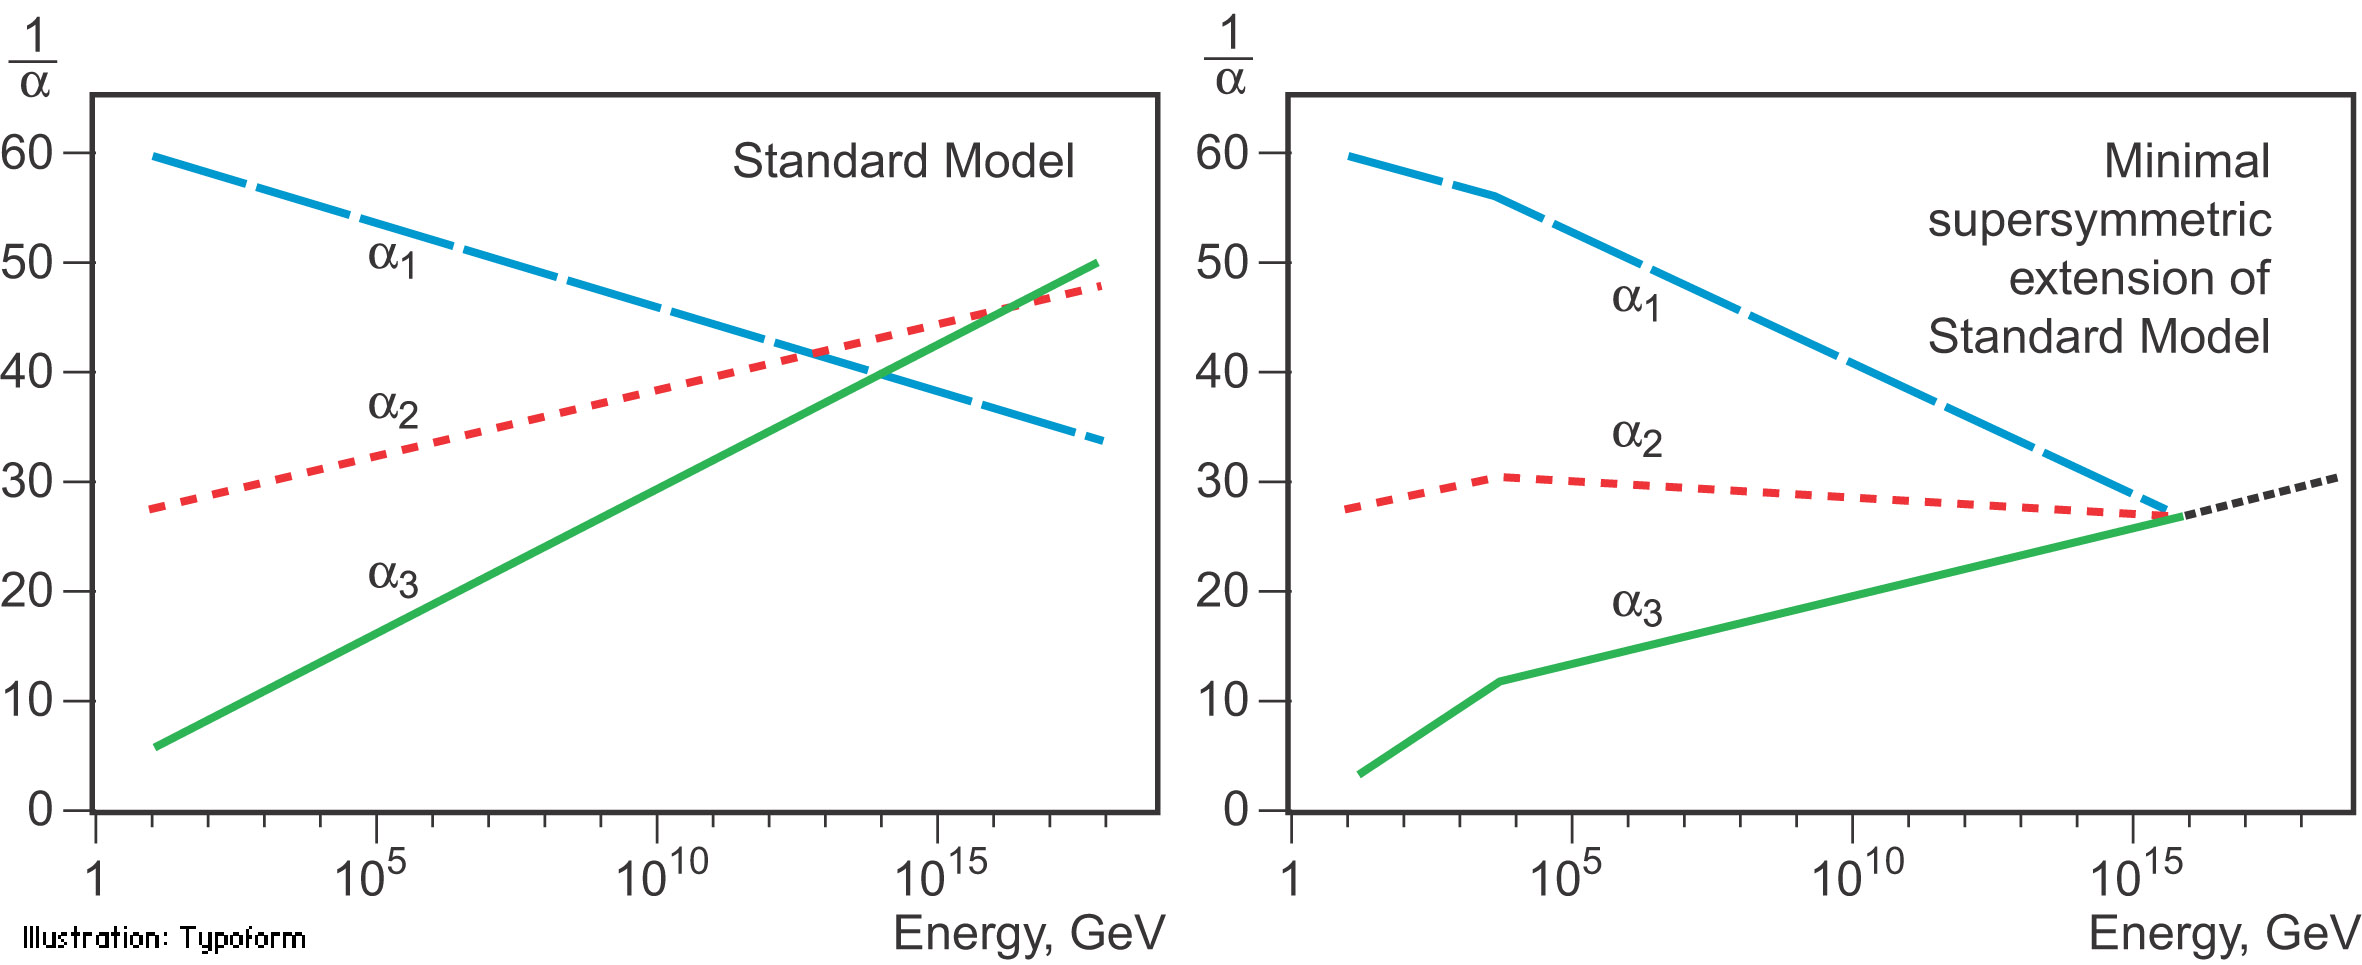 1
α
60
50
40
30
20
10
0
Standard Model
α1
α2
α3
1 10^5 10^10 10^15
Energy, GeV
Illustration: Typoform
1
α
60
50
40
30
20
10
0
Minimal
supersymmetric
extension of
Standard Model
α1
α2
α3
1 10^5 10^10 10^15
Energy, GeV